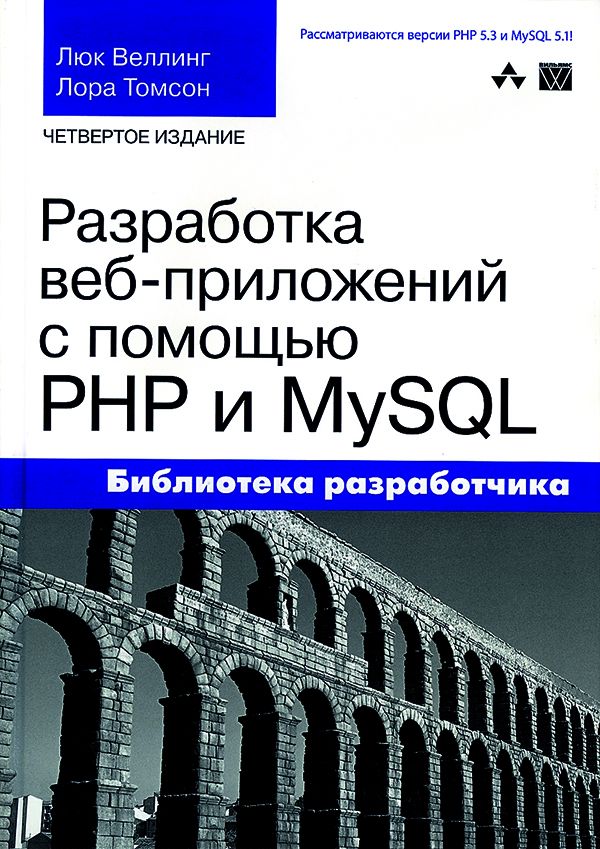 Рассматриваются версии PHP 5.3 и MySQL 5.1!
Люк Веллинг
Лора Томсон
ВИЛЬЯМС
ЧЕТВЕРТОЕ ИЗДАНИЕ
Разработка
веб-приложений
с помощью
PHP и MySQL
Библиотека разработчика